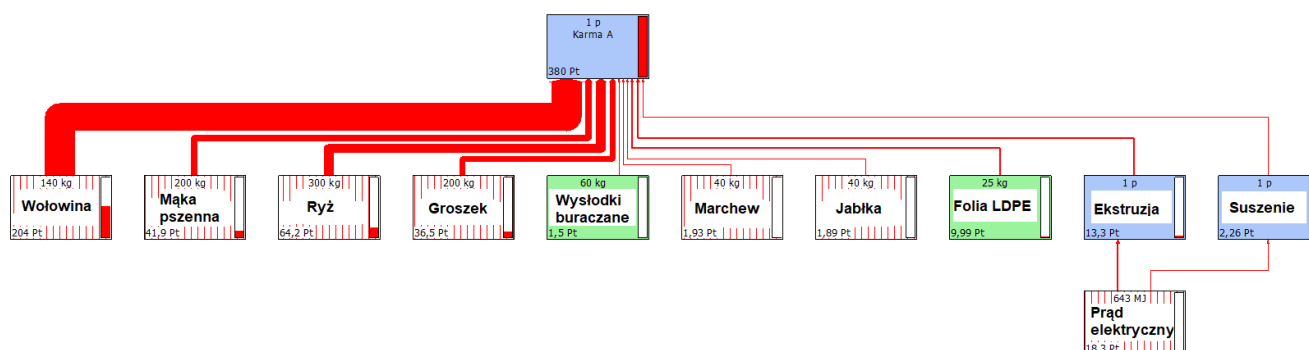 1 p
Karma A
380 Pt
140 kg
Wołowina
204 Pt
200 kg
Mąka
pszenna
41,9 Pt
300 kg
Ryż
64,2 Pt
200 kg
Groszek
36,5 Pt
60 kg
Wysłodki
buraczane
1,5 Pt
40 kg
Marchew
1,93 Pt
40 kg
Jabłka
1,89 Pt
25 kg
Folia LDPE
9,99 Pt
1 p
Ekstruzja
13,3 Pt
1 p
Suszenie
2,26 Pt
643 MJ
Prąd
elektryczny
18,3 Pt